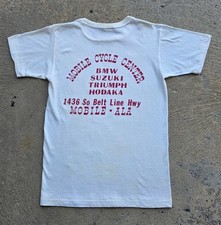 MOBILE CYCLE CENTER
BMW
SUZUKI
TRIUMPH
HODAKA
1436 So Belt Line Hwy
MOBILE - ALA